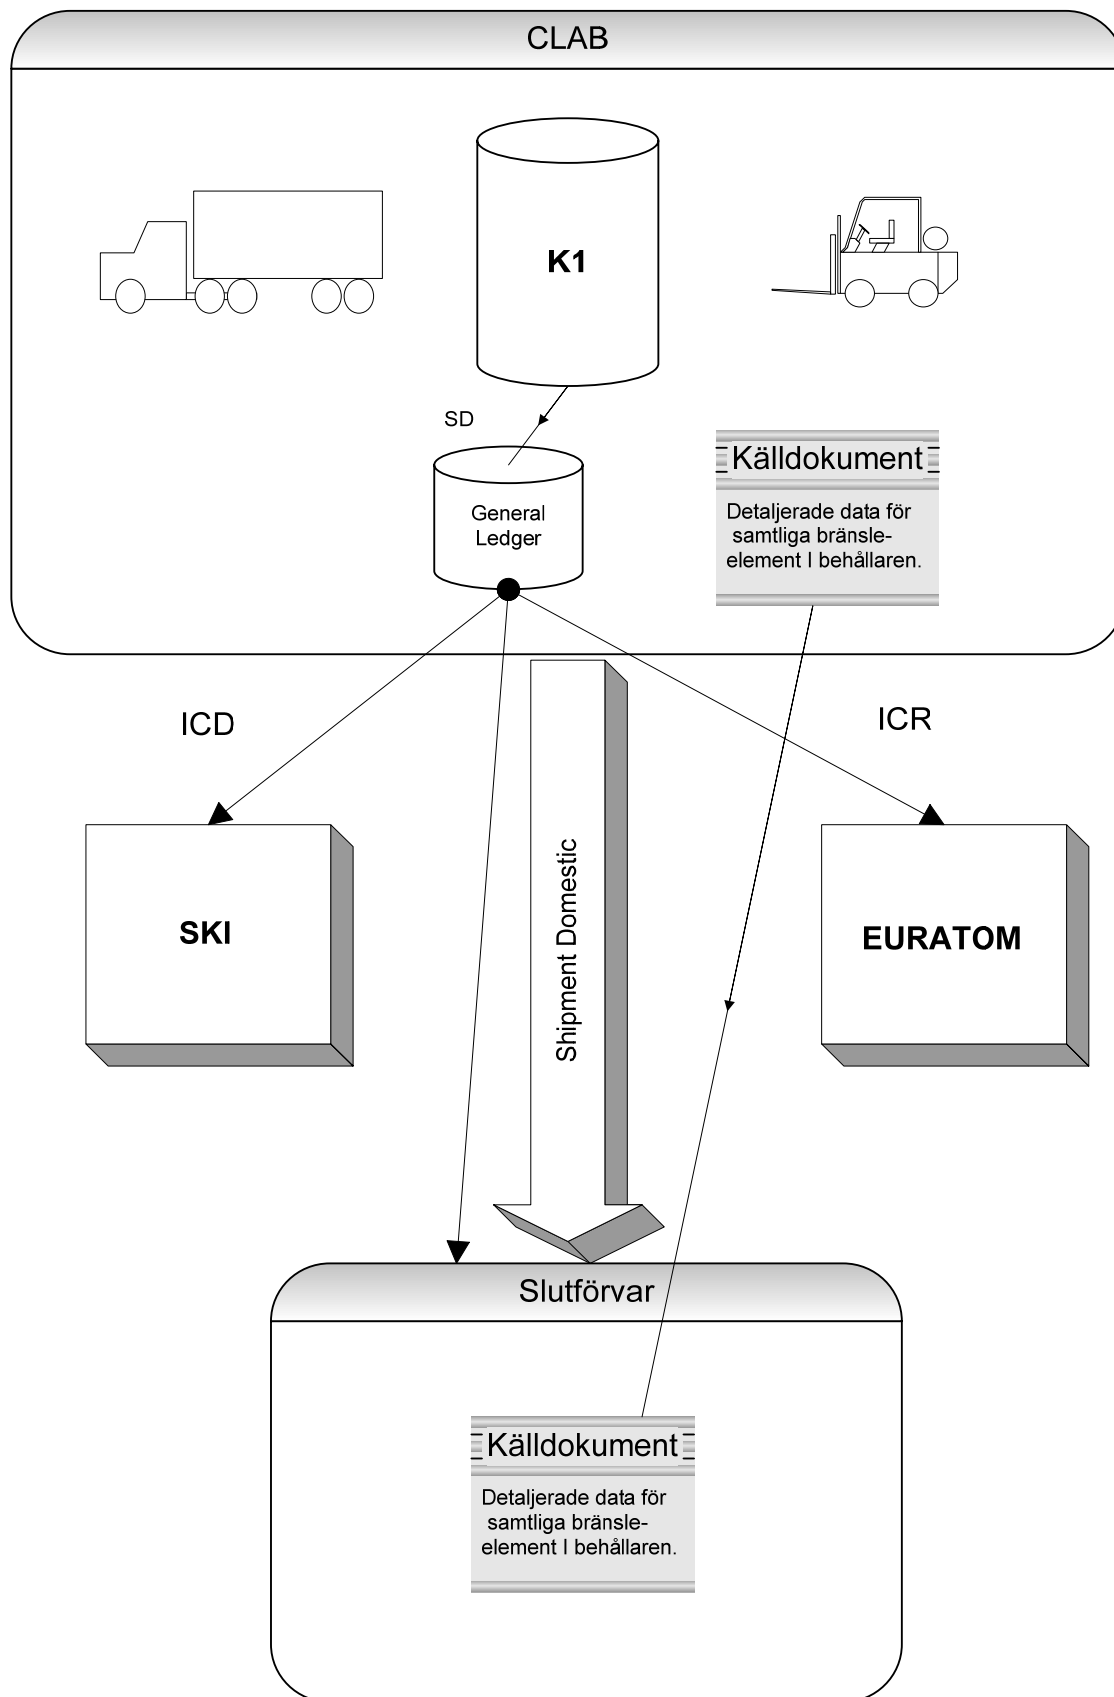 CLAB
K1
SD
General
Ledger
Källdokument
Detaljerade data för
samtliga bränsle-
element I behållaren.
ICD
ICR
SKI
Shipment Domestic
EURATOM
Slutförvar
Källdokument
Detaljerade data för
samtliga bränsle-
element I behållaren.